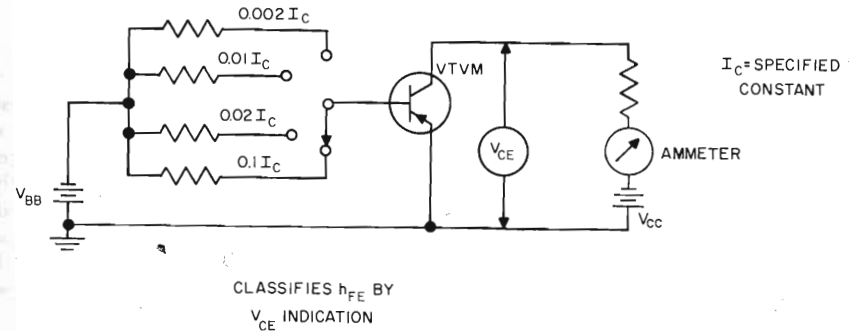 0.002 I_C
0.01 I_C
0.02 I_C
0.1 I_C
V_BB
VTVM
V_CE
AMMETER
V_CC
I_C = SPECIFIED
CONSTANT
CLASSIFIES h_FE BY
V_CE INDICATION